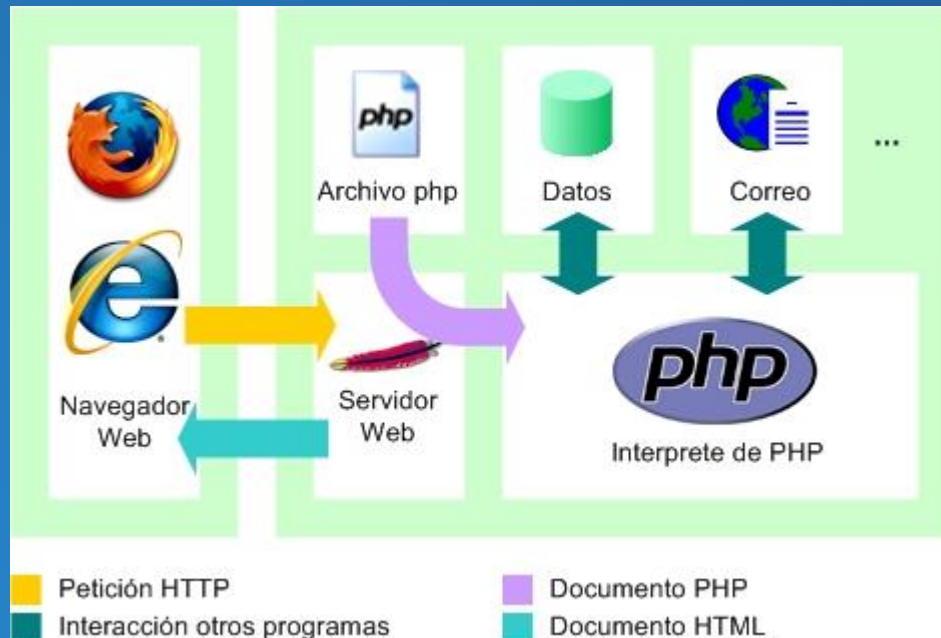 php
Archivo php
Datos
Correo
...
Navegador
Web
Servidor
Web
php
Interprete de PHP
Petición HTTP
Documento PHP
Interacción otros programas
Documento HTML